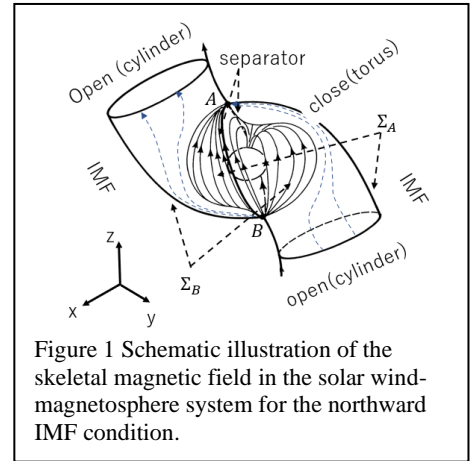 Open (cylinder)
separator
A
close(torus)
Σ_A
IMF
IMF
B
z
x
y
Σ_B
open(cylinder)
Figure 1 Schematic illustration of the
skeletal magnetic field in the solar wind-
magnetosphere system for the northward
IMF condition.